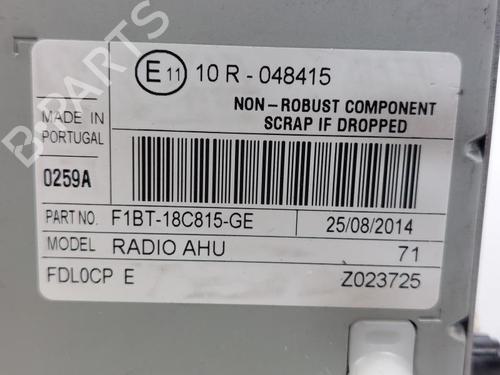 E 11 10 R - 048415
NON - ROBUST COMPONENT
SCRAP IF DROPPED
MADE IN
PORTUGAL
0259A
PART NO. F1BT-18C815-GE 25/08/2014
MODEL RADIO AHU 71
FDL0CP E Z023725
B PARTS